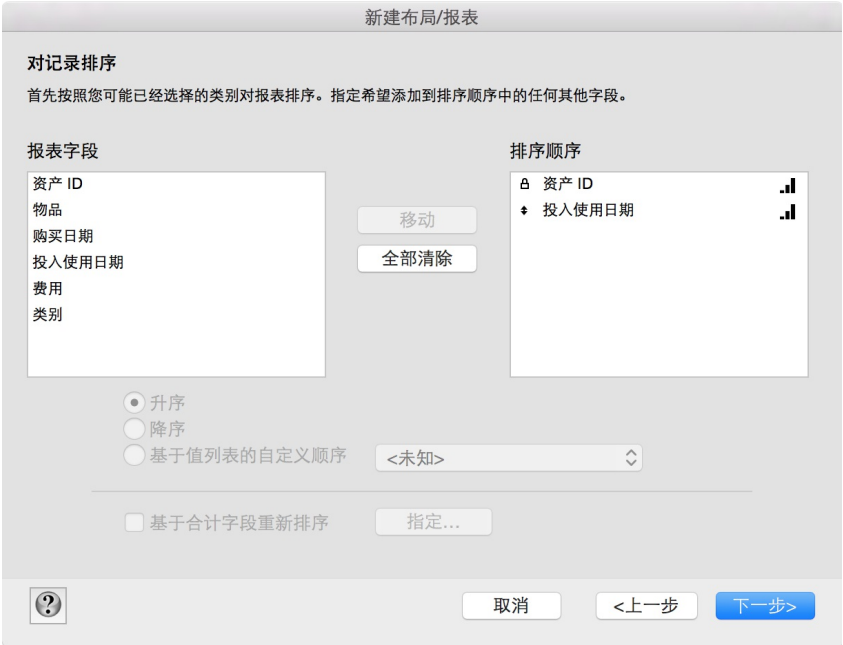 新建布局/报表
对记录排序
首先按照您可能已经选择的类别对报表排序。指定希望添加到排序顺序中的任何其他字段。
报表字段
资产 ID
物品
购买日期
投入使用日期
费用
类别
移动
全部清除
排序顺序
资产 ID
投入使用日期
升序
降序
基于值列表的自定义顺序
<未知>
基于合计字段重新排序
指定...
?
取消
<上一步
下一步>